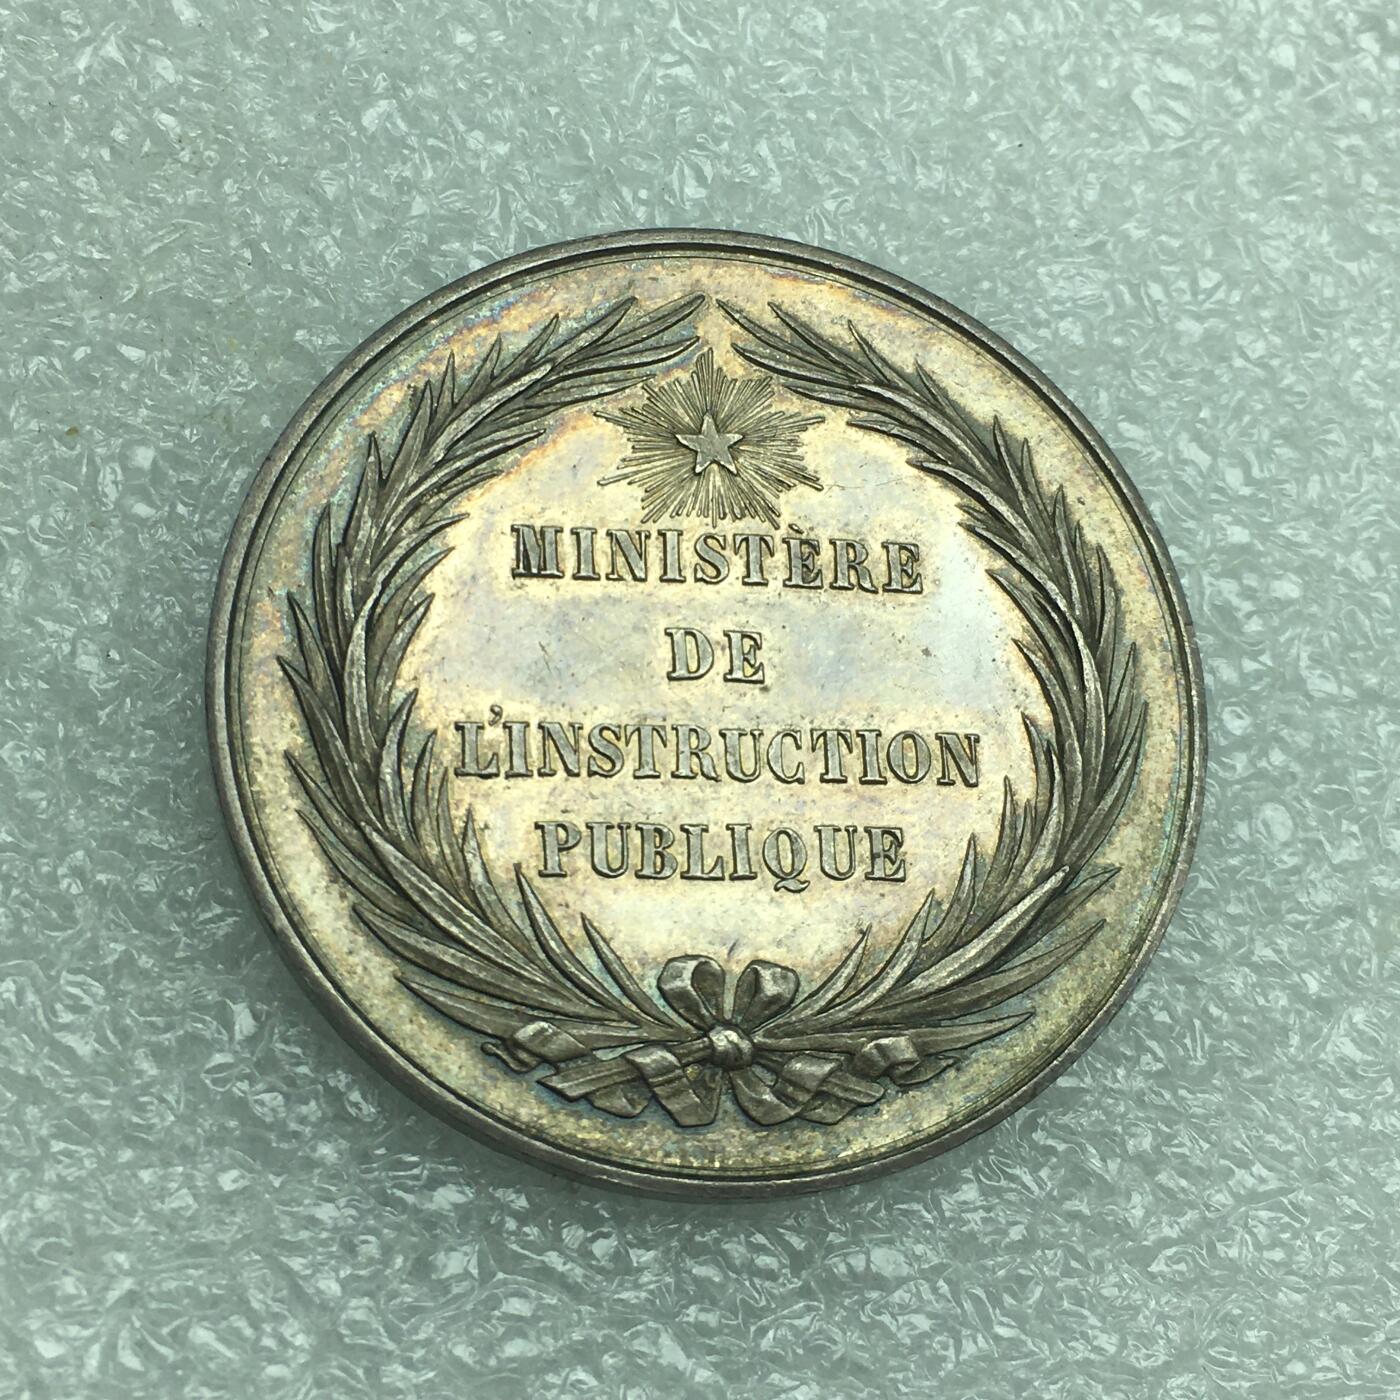 MINISTÈRE
DE
L'INSTRUCTION
PUBLIQUE